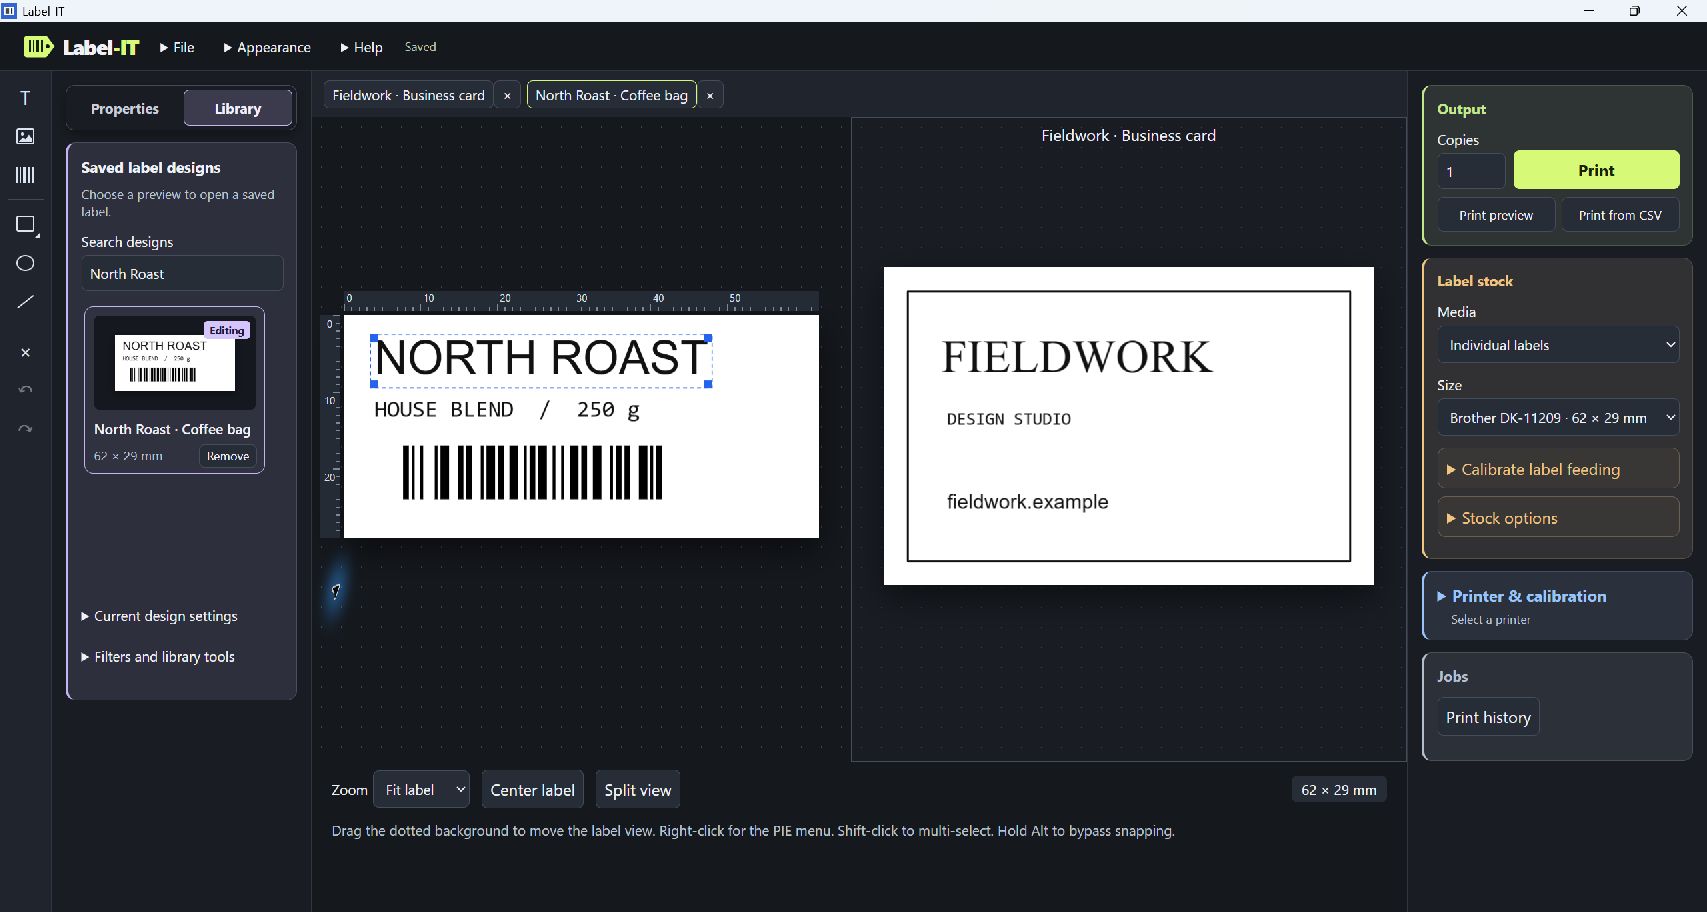 Label-IT
Label-IT
File
Appearance
Help
Saved
Properties
Library
Saved label designs
Choose a preview to open a saved
label.
Search designs
North Roast
Editing
NORTH ROAST
HOUSE BLEND / 250 g
North Roast · Coffee bag
62 × 29 mm
Remove
Current design settings
Filters and library tools
Fieldwork · Business card ×
North Roast · Coffee bag ×
0 10 20 30 40 50
0
10
20
NORTH ROAST
HOUSE BLEND / 250 g
Fieldwork · Business card
FIELDWORK
DESIGN STUDIO
fieldwork.example
Zoom
Fit label
Center label
Split view
62 × 29 mm
Drag the dotted background to move the label view. Right-click for the PIE menu. Shift-click to multi-select. Hold Alt to bypass snapping.
Output
Copies
1
Print
Print preview
Print from CSV
Label stock
Media
Individual labels
Size
Brother DK-11209 · 62 × 29 mm
Calibrate label feeding
Stock options
Printer & calibration
Select a printer
Jobs
Print history